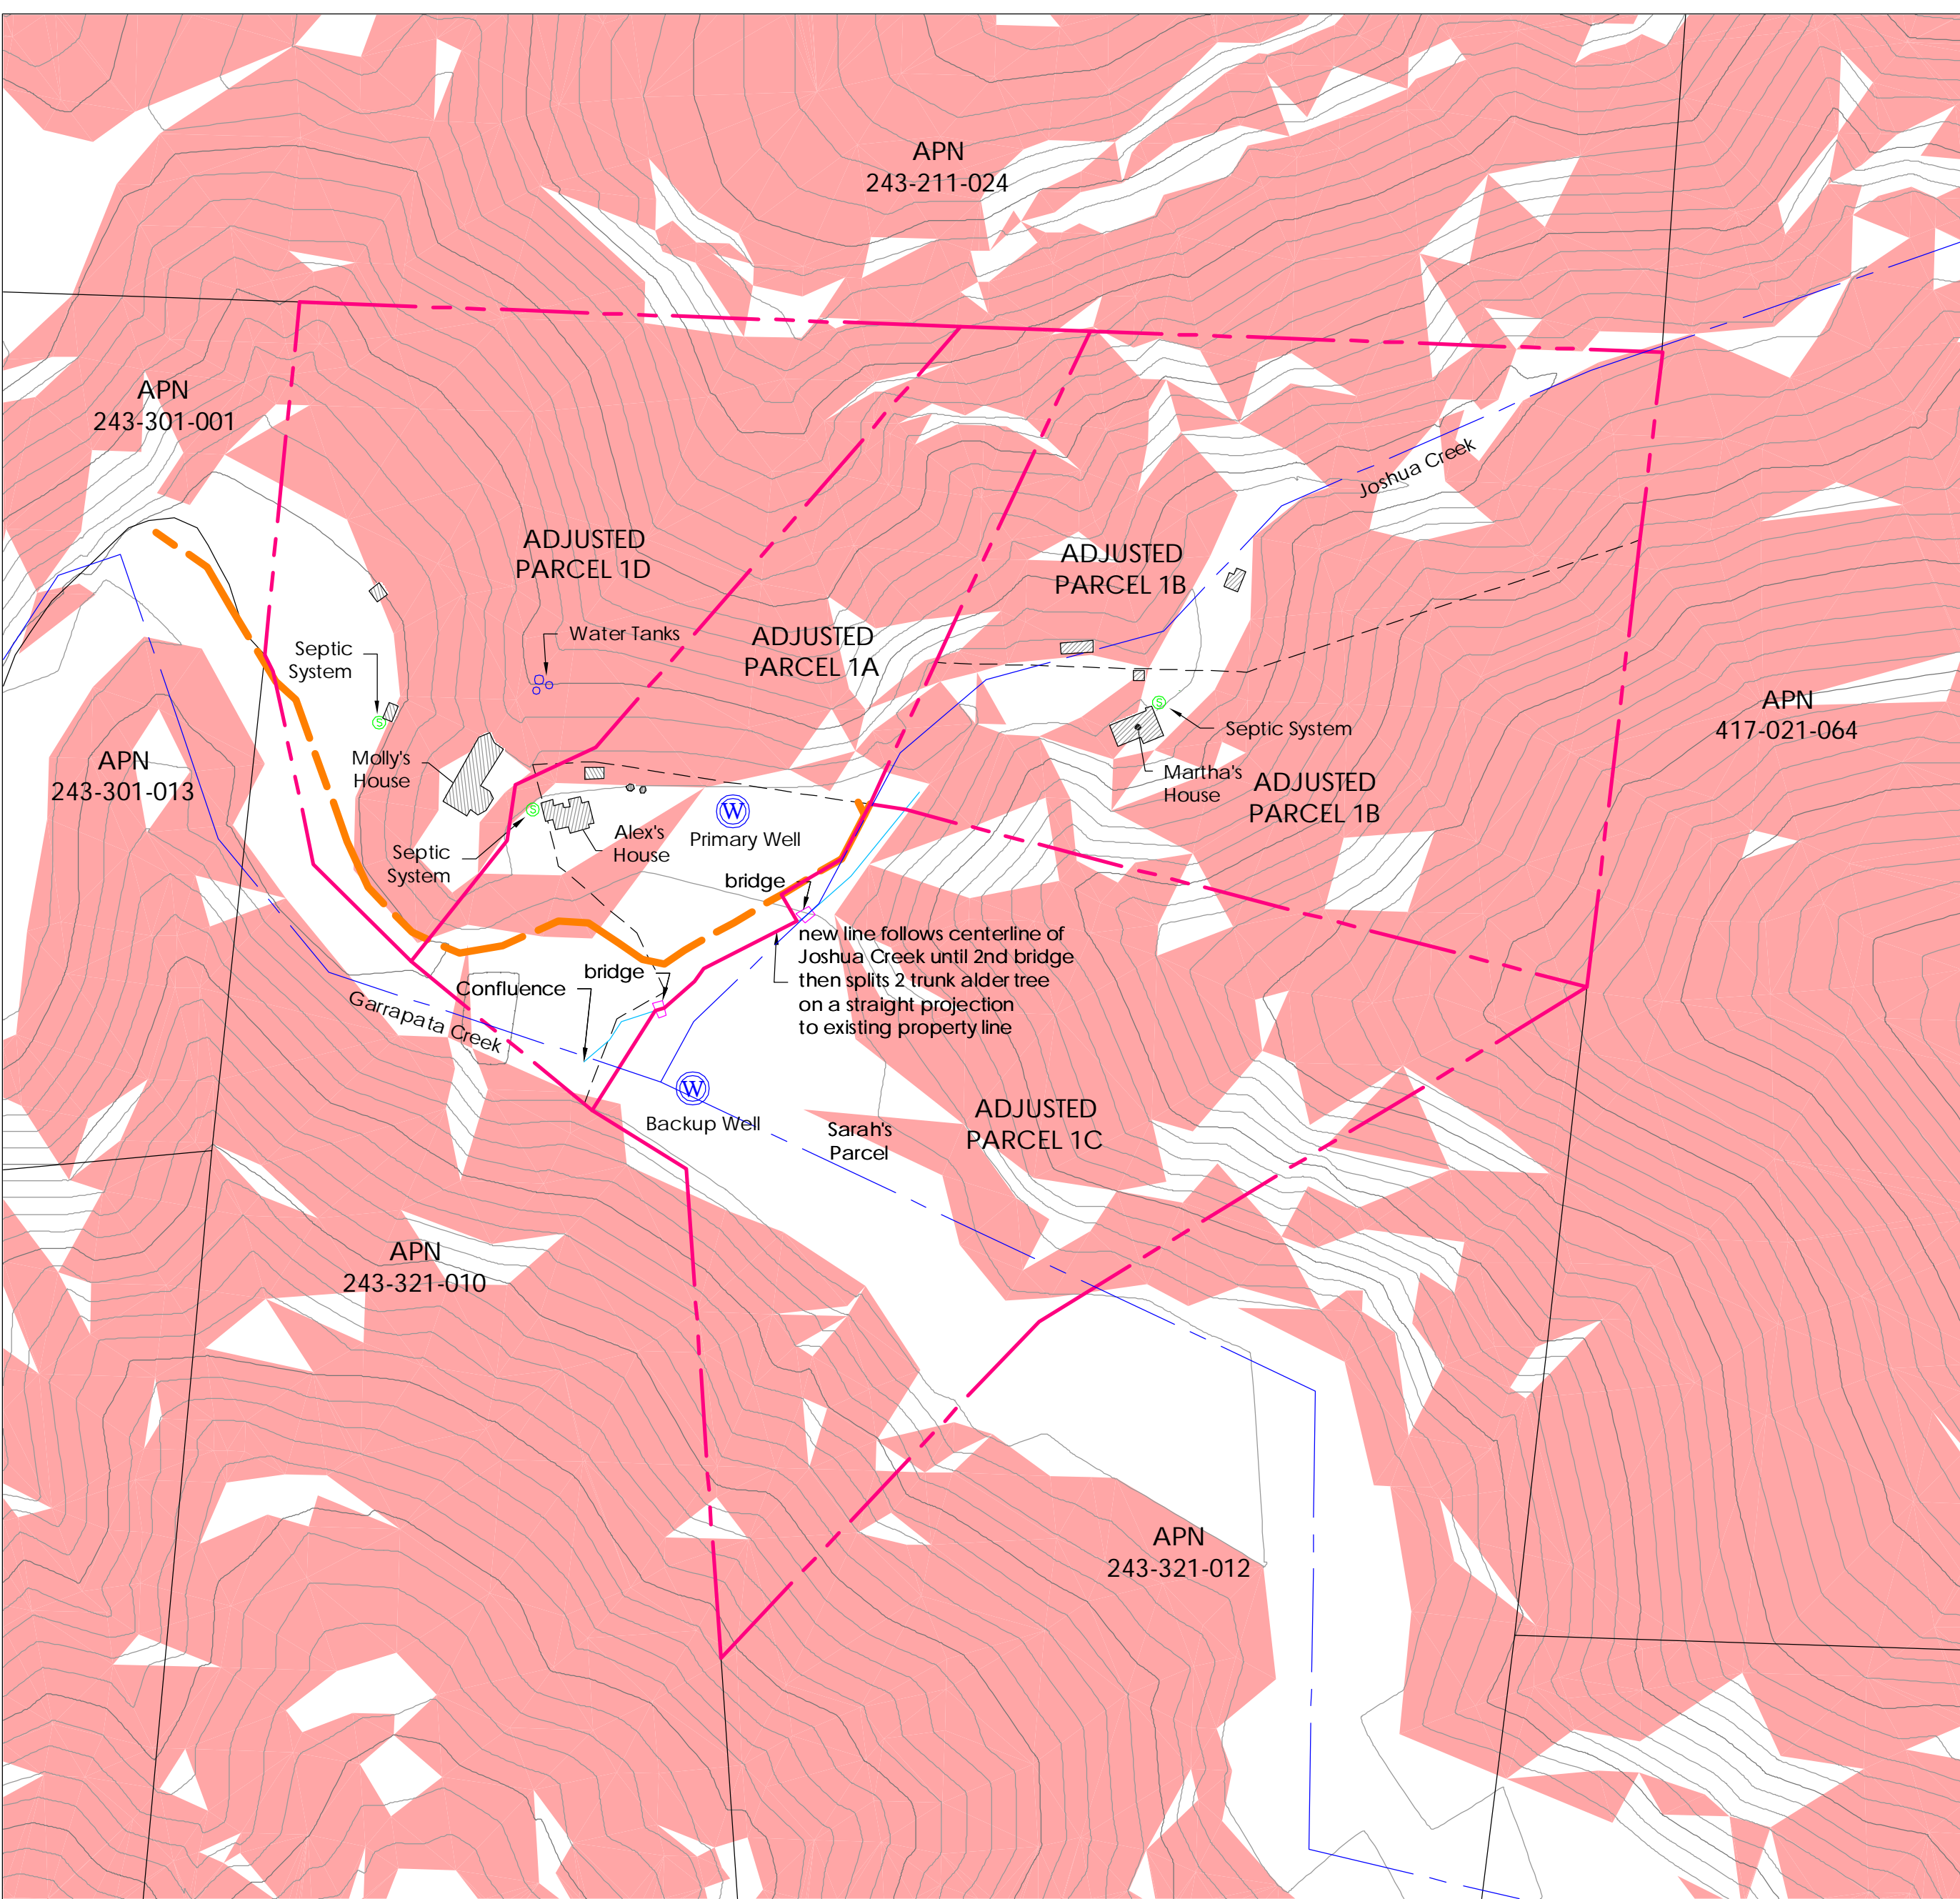 APN
243-211-024
APN
243-301-001
Joshua Creek
ADJUSTED
PARCEL 1D
ADJUSTED
PARCEL 1B
Water Tanks
Septic
System
S
ADJUSTED
PARCEL 1A
S
Septic System
APN
417-021-064
APN
243-301-013
Molly's
House
Martha's
House
ADJUSTED
PARCEL 1B
S
W
Primary Well
Alex's
House
Septic
System
bridge
new line follows centerline of
Joshua Creek until 2nd bridge
then splits 2 trunk alder tree
on a straight projection
to existing property line
bridge
Confluence
Garrapata Creek
W
Backup Well
Sarah's
Parcel
ADJUSTED
PARCEL 1C
APN
243-321-010
APN
243-321-012